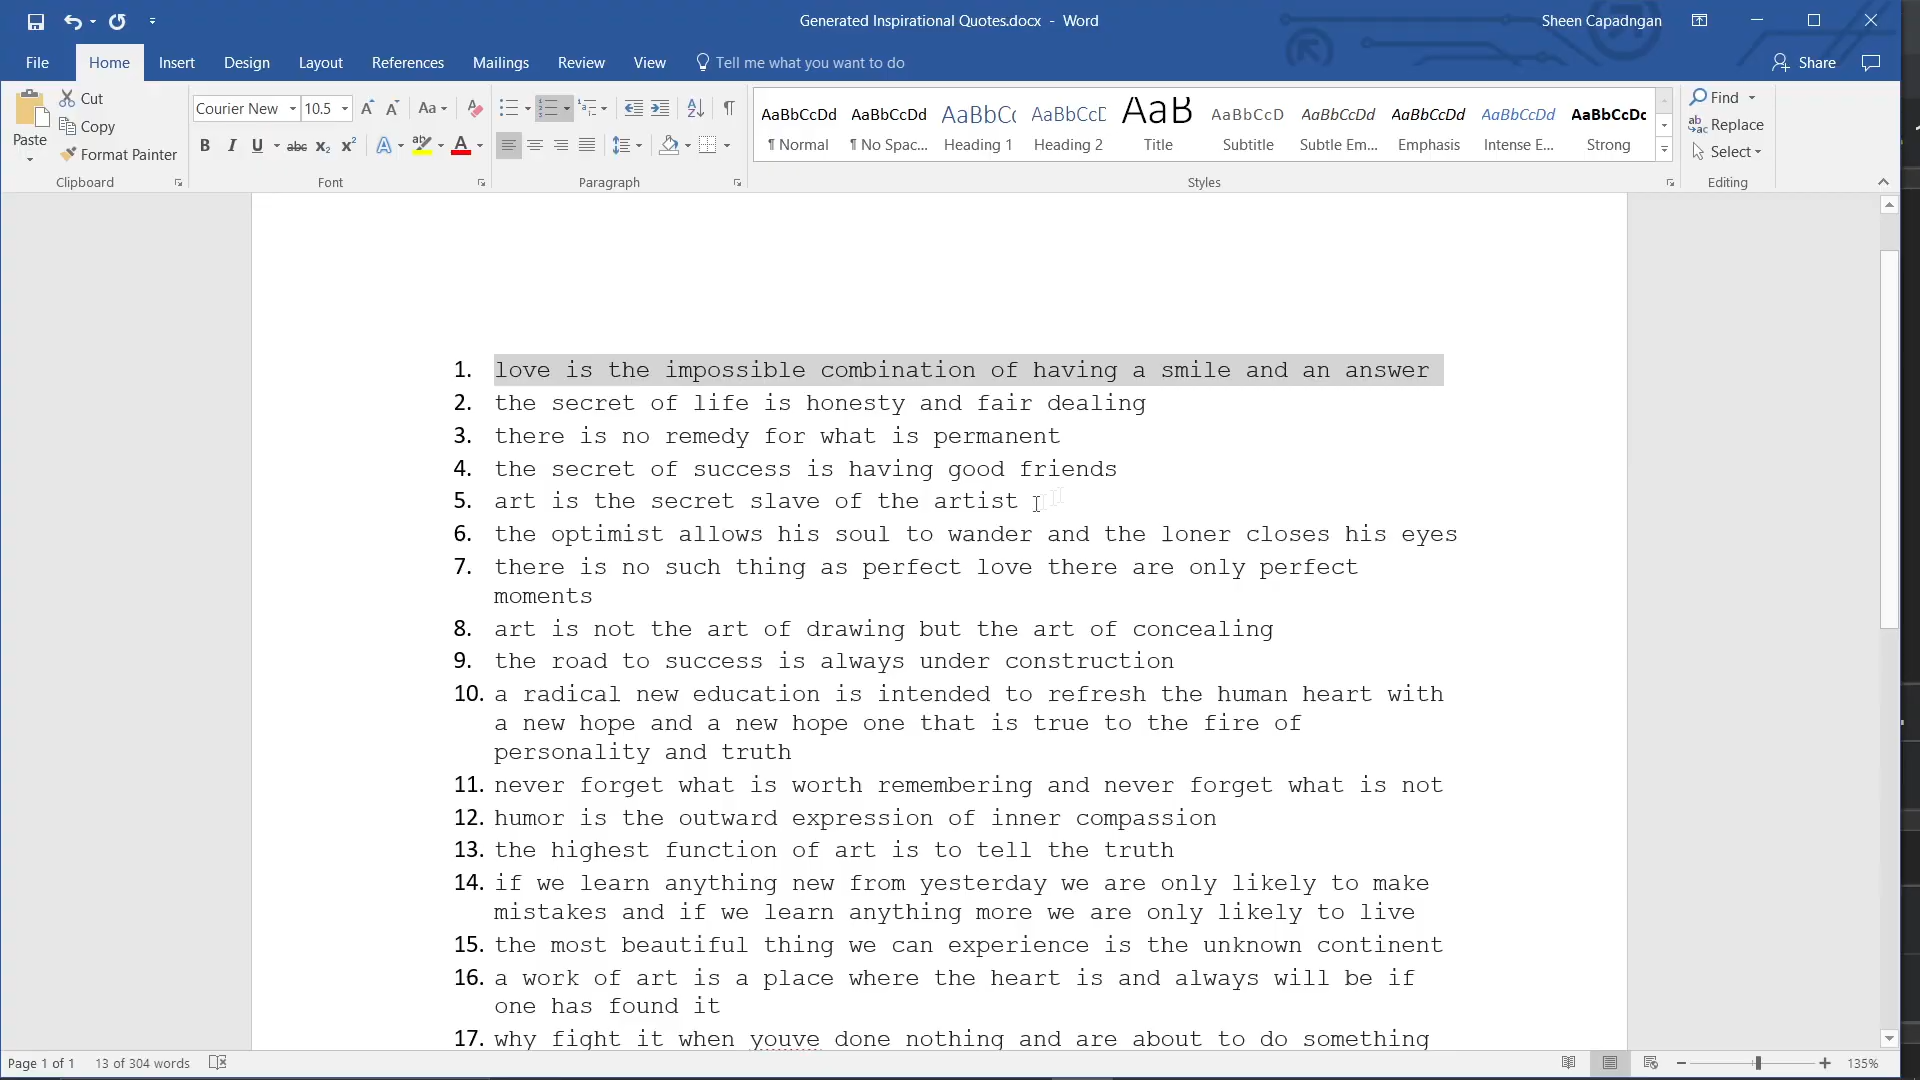 Generated Inspirational Quotes.docx - Word
Sheen Capadngan
File Home Insert Design Layout References Mailings Review View Tell me what you want to do Share
Paste
Cut
Copy
Format Painter
Clipboard
Courier New 10.5
Font
Paragraph
AaBbCcDd ¶ Normal
AaBbCcDd ¶ No Spac...
AaBbCc Heading 1
AaBbCcD Heading 2
AaB Title
AaBbCcD Subtitle
AaBbCcDd Subtle Em...
AaBbCcDd Emphasis
AaBbCcDd Intense E...
AaBbCcDc Strong
Styles
Find
Replace
Select
Editing
1. love is the impossible combination of having a smile and an answer
2. the secret of life is honesty and fair dealing
3. there is no remedy for what is permanent
4. the secret of success is having good friends
5. art is the secret slave of the artist
6. the optimist allows his soul to wander and the loner closes his eyes
7. there is no such thing as perfect love there are only perfect
moments
8. art is not the art of drawing but the art of concealing
9. the road to success is always under construction
10. a radical new education is intended to refresh the human heart with
a new hope and a new hope one that is true to the fire of
personality and truth
11. never forget what is worth remembering and never forget what is not
12. humor is the outward expression of inner compassion
13. the highest function of art is to tell the truth
14. if we learn anything new from yesterday we are only likely to make
mistakes and if we learn anything more we are only likely to live
15. the most beautiful thing we can experience is the unknown continent
16. a work of art is a place where the heart is and always will be if
one has found it
17. why fight it when youve done nothing and are about to do something
Page 1 of 1 13 of 304 words 135%